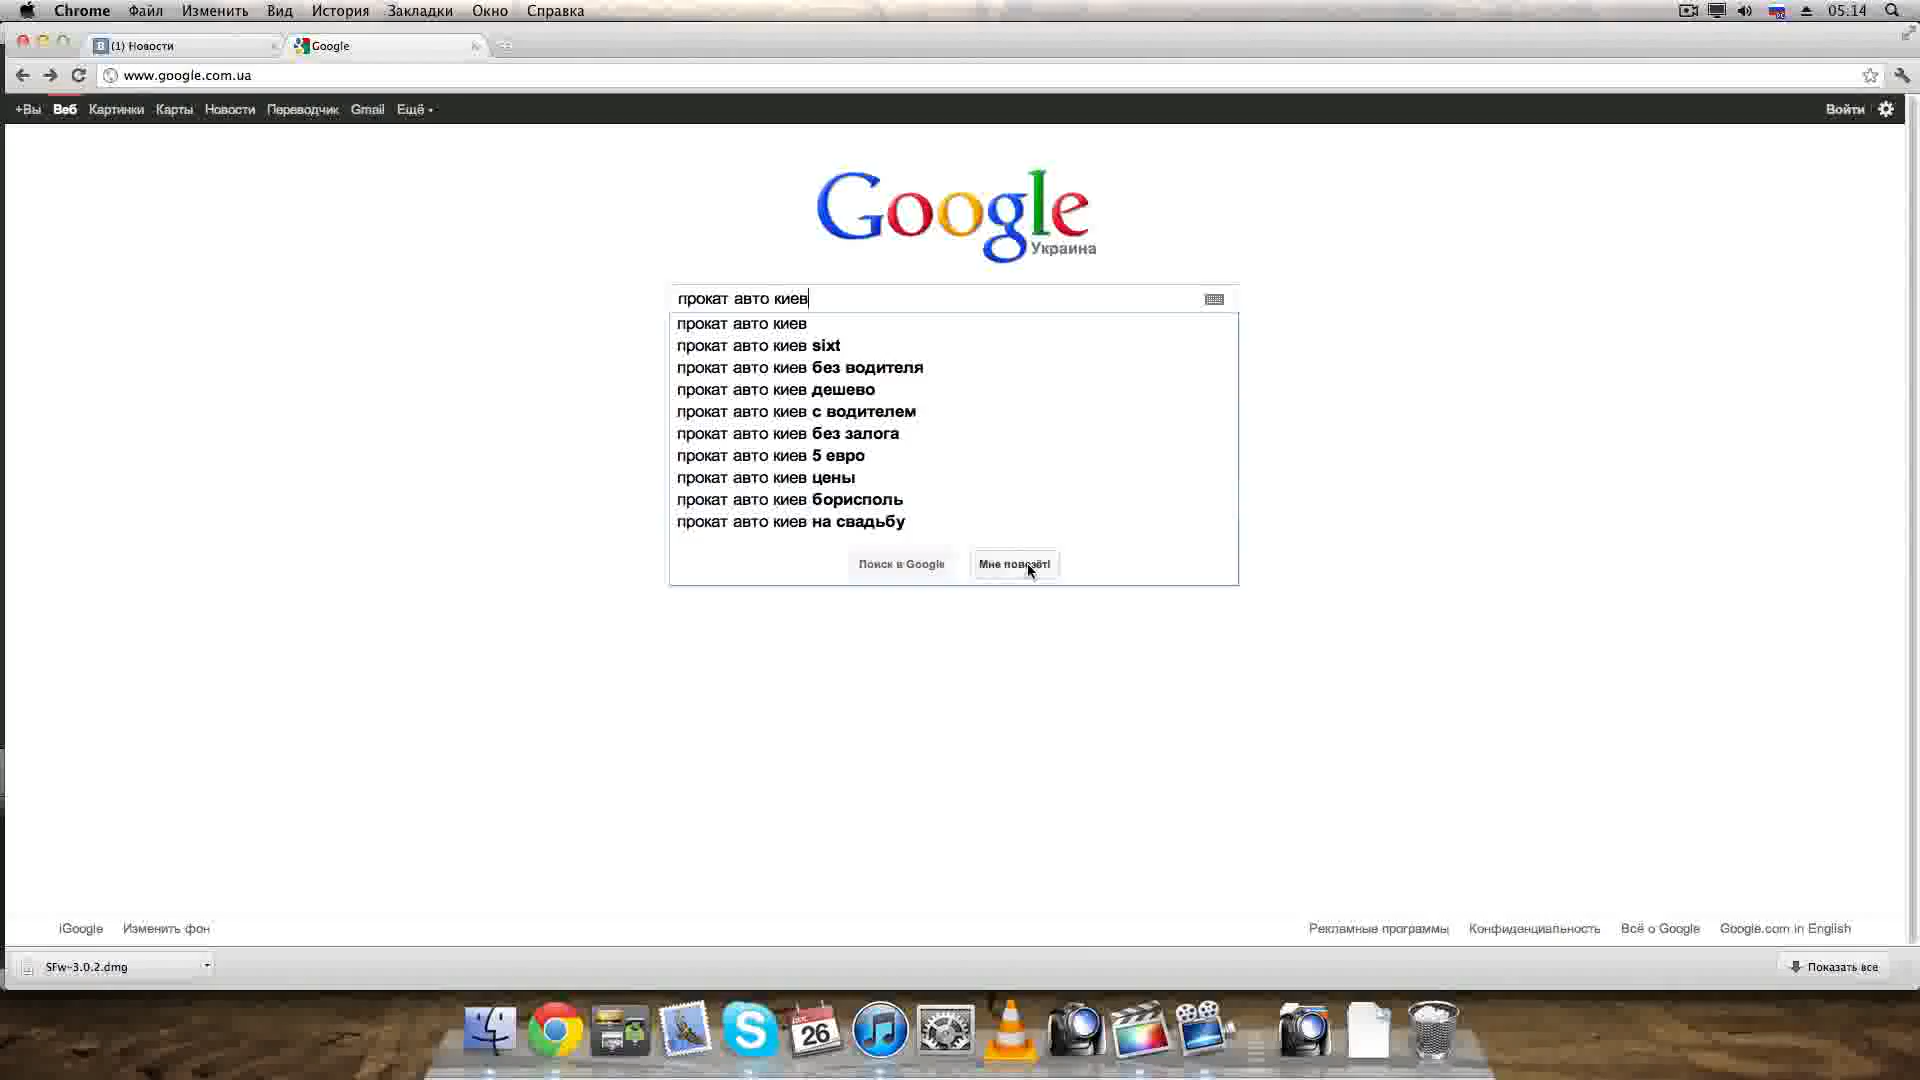 Chrome Файл Изменить Вид История Закладки Окно Справка 05:14
(1) Новости Google
www.google.com.ua
+Вы Веб Картинки Карты Новости Переводчик Gmail Ещё Войти
Google
Украина
прокат авто киев
прокат авто киев
прокат авто киев sixt
прокат авто киев без водителя
прокат авто киев дешево
прокат авто киев с водителем
прокат авто киев без залога
прокат авто киев 5 евро
прокат авто киев цены
прокат авто киев борисполь
прокат авто киев на свадьбу
Поиск в Google Мне повезёт!
iGoogle Изменить фон Рекламные программы Конфиденциальность Всё о Google Google.com in English
SFw-3.0.2.dmg Показать все
26